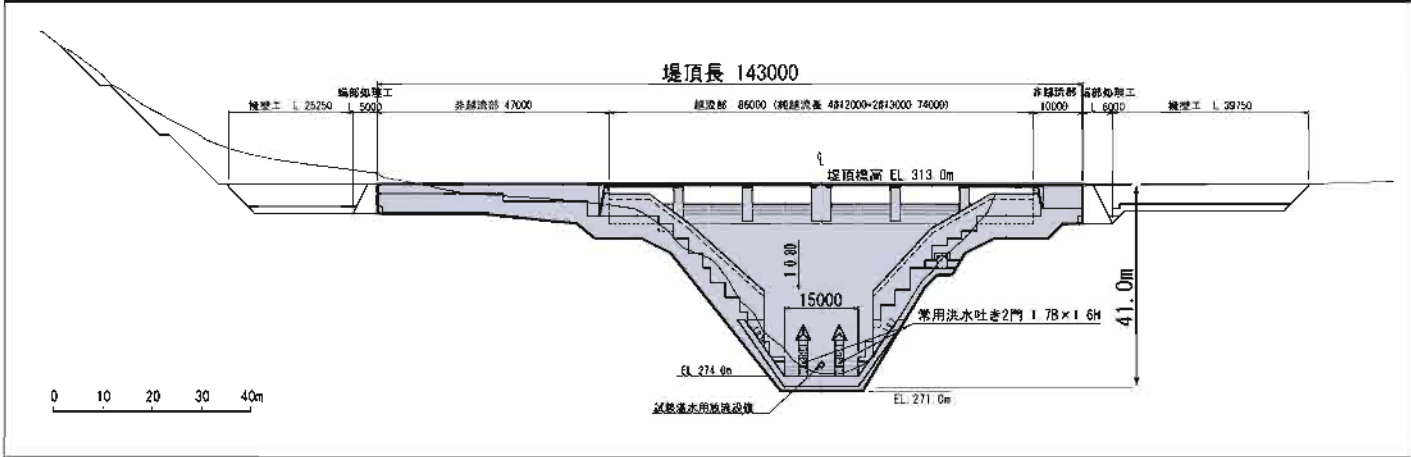 堤頂長 143000
擁壁工 L 25250
端部処理工
L 5000
非越流部 47000
越流部 86000 (純越流長 4@12000+2@13000 74000)
非越流部
10000
端部処理工
L 6000
擁壁工 L 39750
堤頂標高 EL 313.0m
1:0.80
15000
41.0m
常用洪水吐き2門 1.7B×1.6H
EL 274.0m
EL.271.0m
試験湛水用放流設備
0 10 20 30 40m